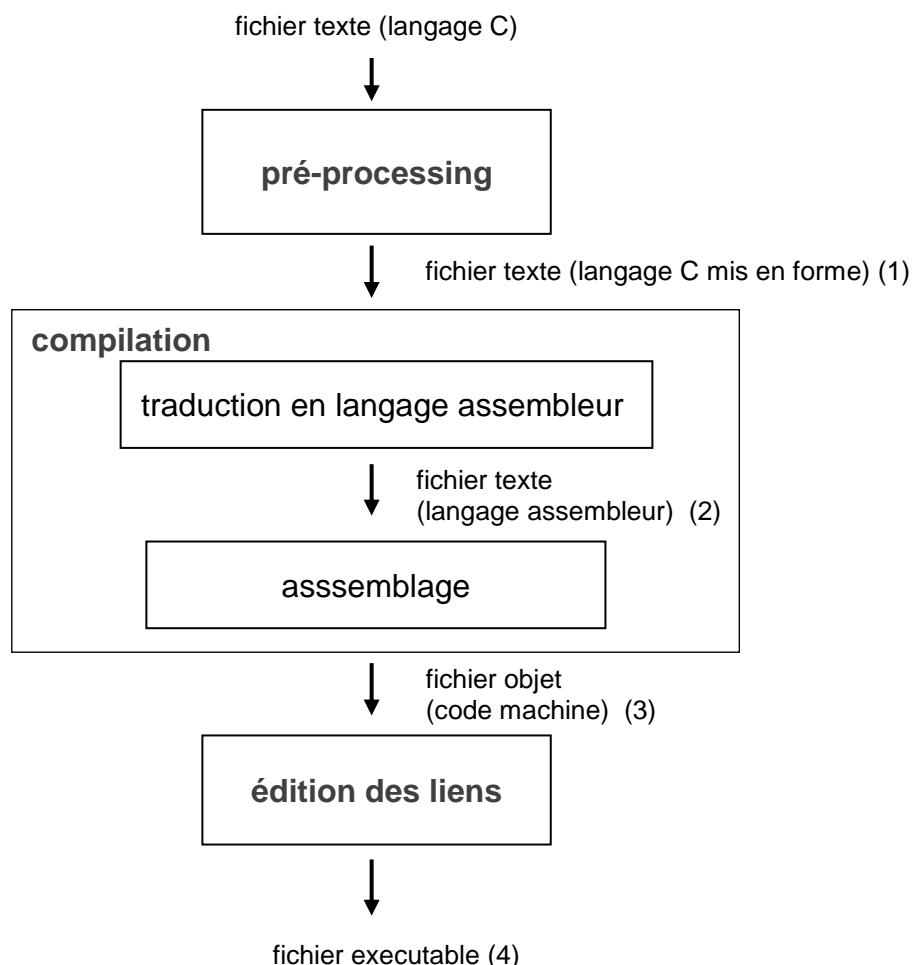 fichier texte (langage C)
pré-processing
fichier texte (langage C mis en forme) (1)
compilation
traduction en langage assembleur
fichier texte
(langage assembleur) (2)
asssemblage
fichier objet
(code machine) (3)
édition des liens
fichier executable (4)